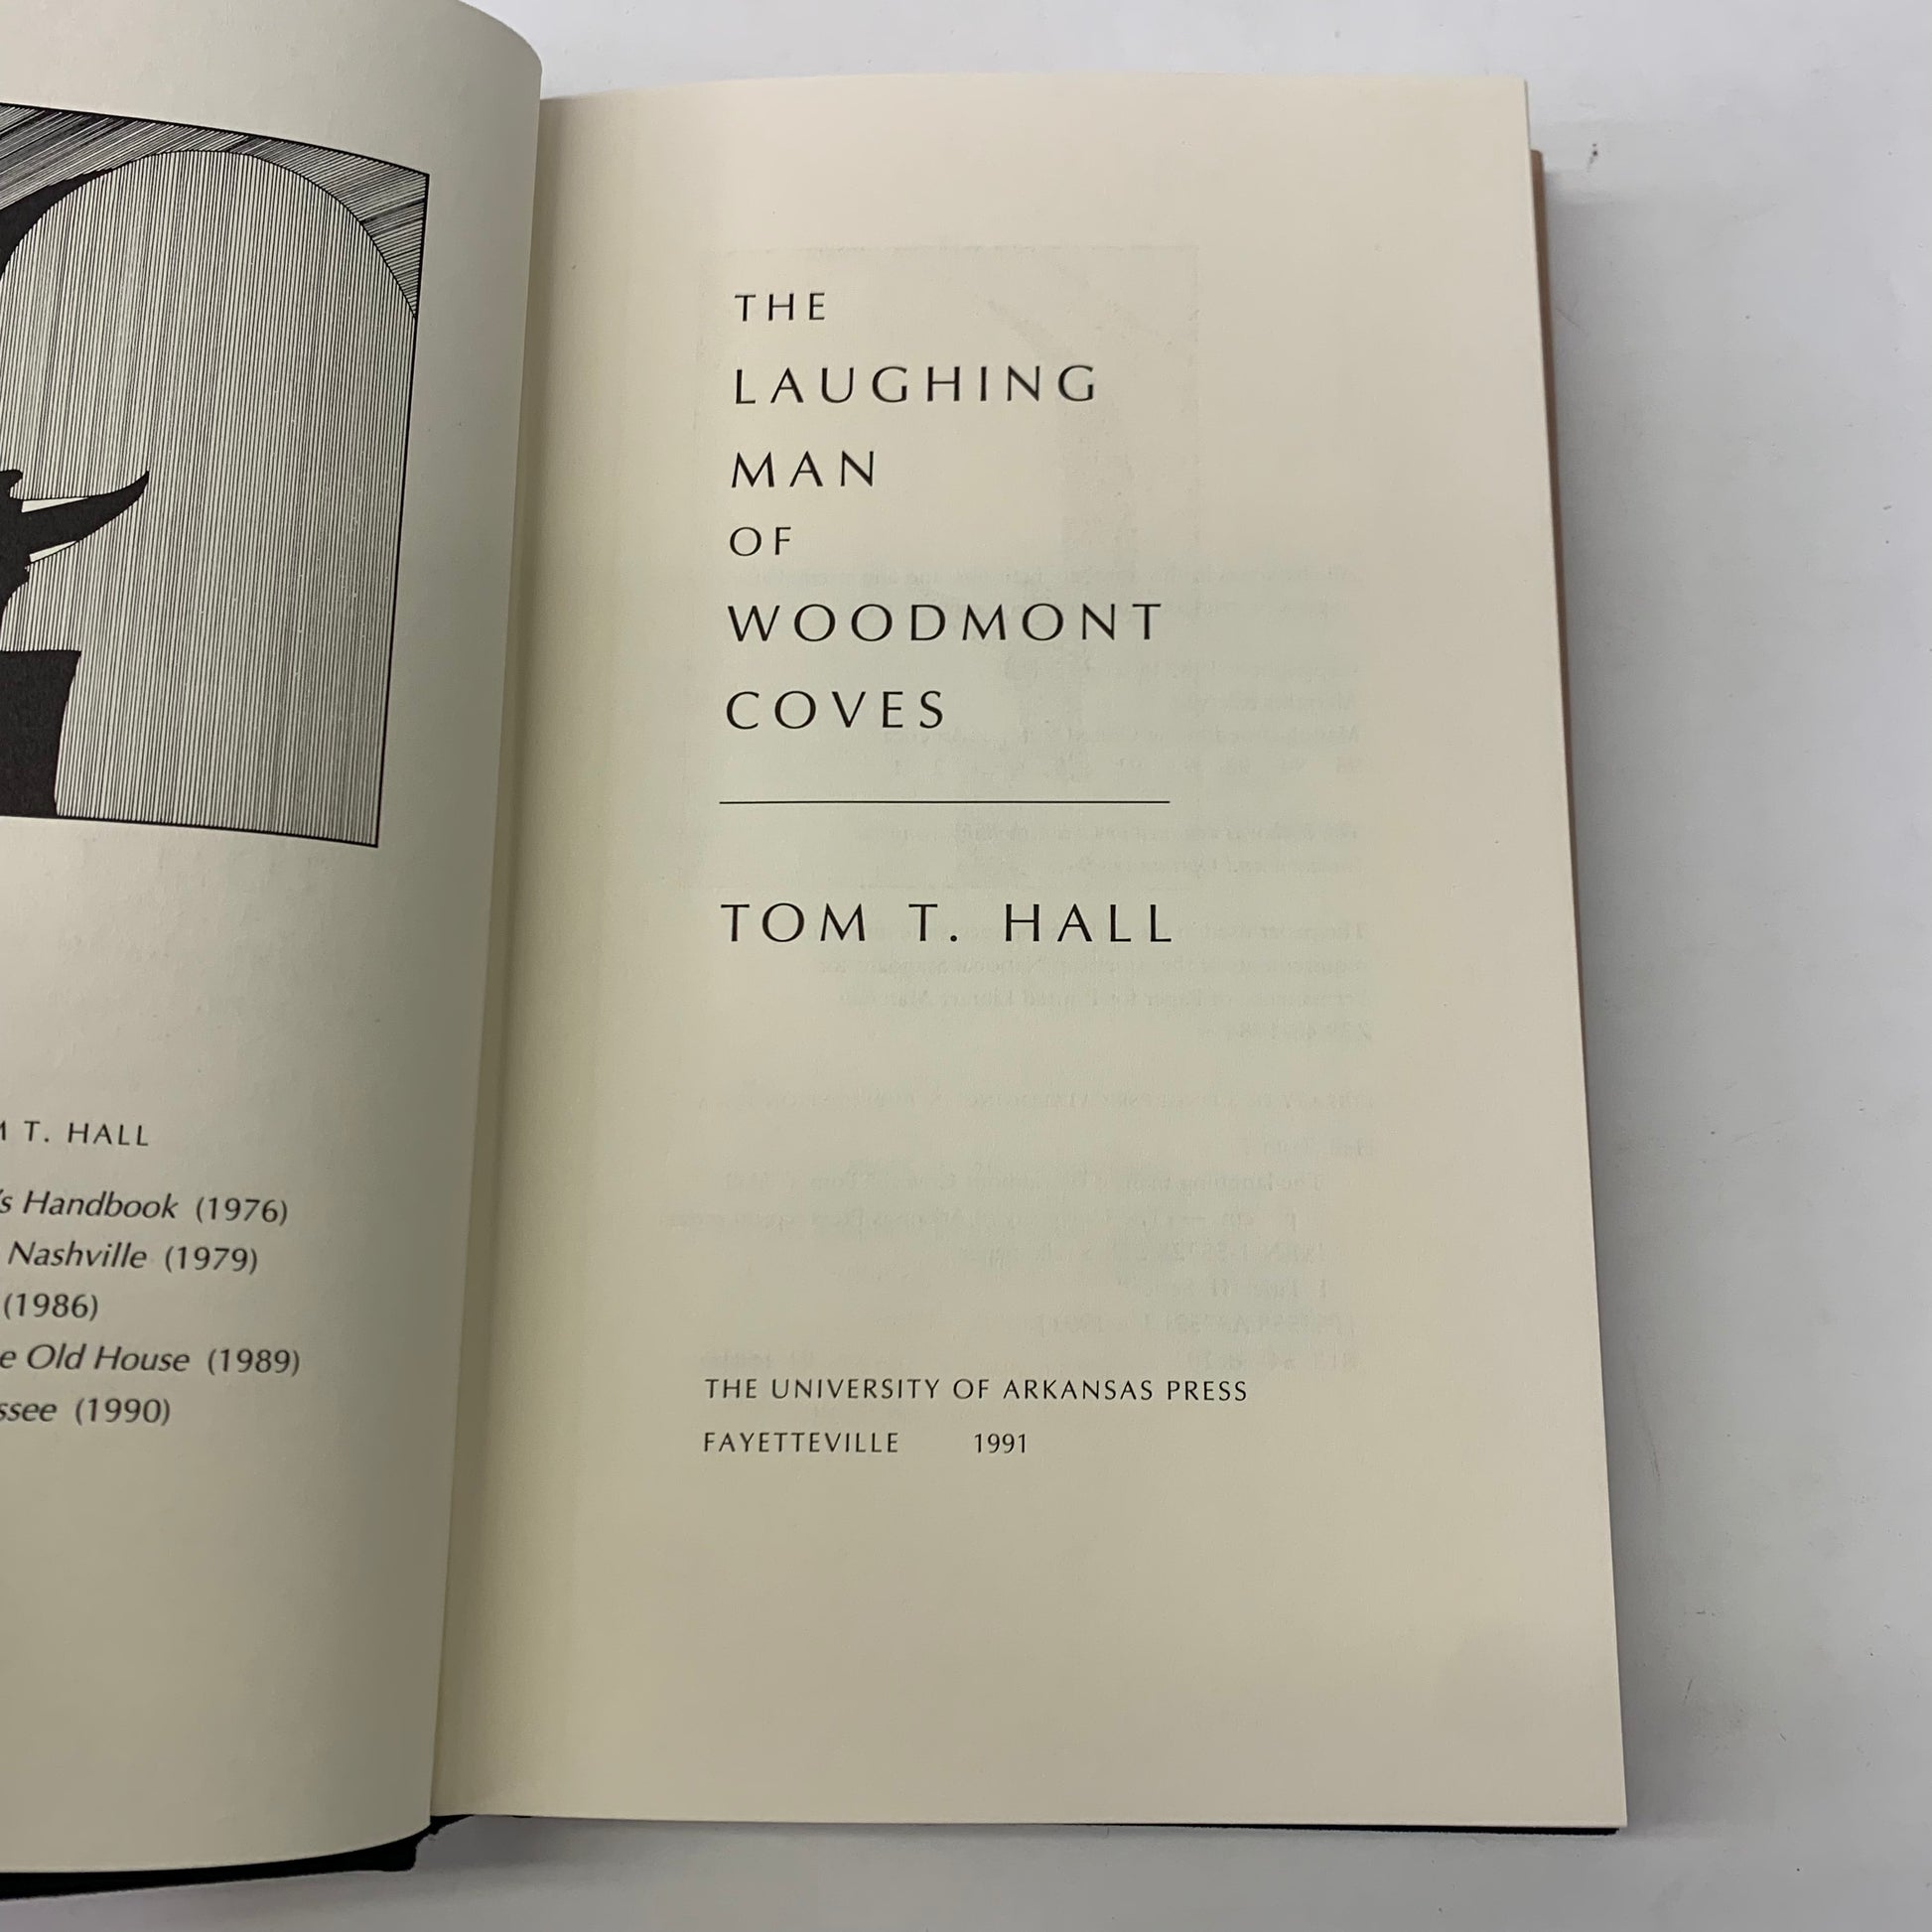 M T. HALL
's Handbook (1976)
Nashville (1979)
(1986)
e Old House (1989)
ssee (1990)
THE
LAUGHING
MAN
OF
WOODMONT
COVES
TOM T. HALL
THE UNIVERSITY OF ARKANSAS PRESS
FAYETTEVILLE 1991